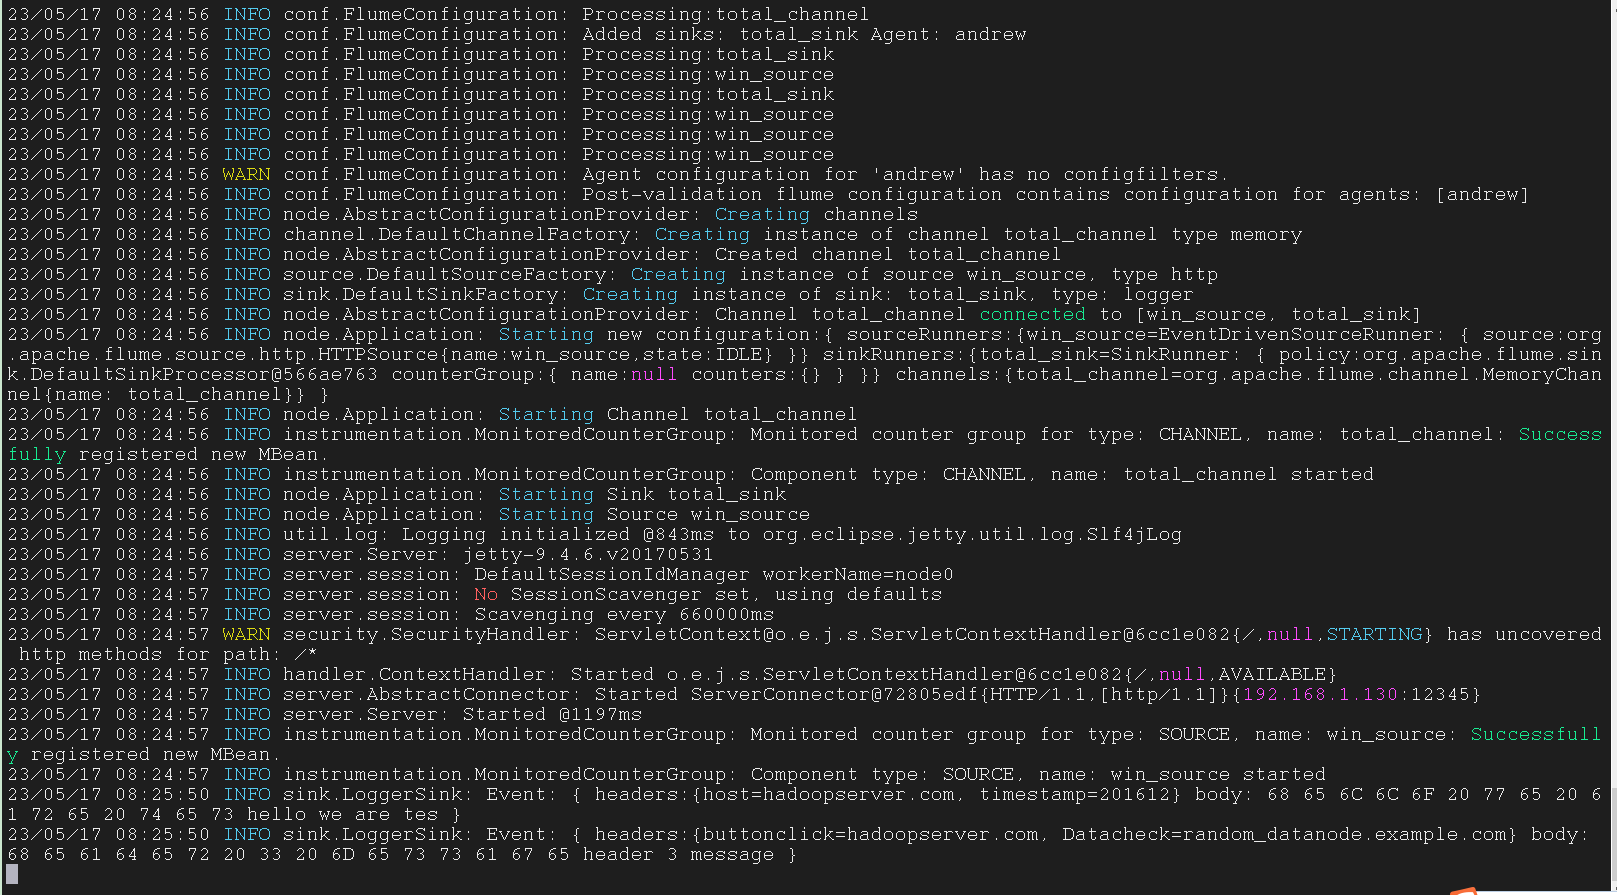 23/05/17 08:24:56 INFO conf.FlumeConfiguration: Processing:total_channel
23/05/17 08:24:56 INFO conf.FlumeConfiguration: Added sinks: total_sink Agent: andrew
23/05/17 08:24:56 INFO conf.FlumeConfiguration: Processing:total_sink
23/05/17 08:24:56 INFO conf.FlumeConfiguration: Processing:win_source
23/05/17 08:24:56 INFO conf.FlumeConfiguration: Processing:total_sink
23/05/17 08:24:56 INFO conf.FlumeConfiguration: Processing:win_source
23/05/17 08:24:56 INFO conf.FlumeConfiguration: Processing:win_source
23/05/17 08:24:56 INFO conf.FlumeConfiguration: Processing:win_source
23/05/17 08:24:56 WARN conf.FlumeConfiguration: Agent configuration for 'andrew' has no configfilters.
23/05/17 08:24:56 INFO conf.FlumeConfiguration: Post-validation flume configuration contains configuration for agents: [andrew]
23/05/17 08:24:56 INFO node.AbstractConfigurationProvider: Creating channels
23/05/17 08:24:56 INFO channel.DefaultChannelFactory: Creating instance of channel total_channel type memory
23/05/17 08:24:56 INFO node.AbstractConfigurationProvider: Created channel total_channel
23/05/17 08:24:56 INFO source.DefaultSourceFactory: Creating instance of source win_source, type http
23/05/17 08:24:56 INFO sink.DefaultSinkFactory: Creating instance of sink: total_sink, type: logger
23/05/17 08:24:56 INFO node.AbstractConfigurationProvider: Channel total_channel connected to [win_source, total_sink]
23/05/17 08:24:56 INFO node.Application: Starting new configuration:{ sourceRunners:{win_source=EventDrivenSourceRunner: { source:org
.apache.flume.source.http.HTTPSource{name:win_source,state:IDLE} }} sinkRunners:{total_sink=SinkRunner: { policy:org.apache.flume.sin
k.DefaultSinkProcessor@566ae763 counterGroup:{ name:null counters:{} } }} channels:{total_channel=org.apache.flume.channel.MemoryChan
nel{name: total_channel}} }
23/05/17 08:24:56 INFO node.Application: Starting Channel total_channel
23/05/17 08:24:56 INFO instrumentation.MonitoredCounterGroup: Monitored counter group for type: CHANNEL, name: total_channel: Success
fully registered new MBean.
23/05/17 08:24:56 INFO instrumentation.MonitoredCounterGroup: Component type: CHANNEL, name: total_channel started
23/05/17 08:24:56 INFO node.Application: Starting Sink total_sink
23/05/17 08:24:56 INFO node.Application: Starting Source win_source
23/05/17 08:24:56 INFO util.log: Logging initialized @843ms to org.eclipse.jetty.util.log.Slf4jLog
23/05/17 08:24:56 INFO server.Server: jetty-9.4.6.v20170531
23/05/17 08:24:57 INFO server.session: DefaultSessionIdManager workerName=node0
23/05/17 08:24:57 INFO server.session: No SessionScavenger set, using defaults
23/05/17 08:24:57 INFO server.session: Scavenging every 660000ms
23/05/17 08:24:57 WARN security.SecurityHandler: ServletContext@o.e.j.s.ServletContextHandler@6cc1e082{/,null,STARTING} has uncovered
http methods for path: /*
23/05/17 08:24:57 INFO handler.ContextHandler: Started o.e.j.s.ServletContextHandler@6cc1e082{/,null,AVAILABLE}
23/05/17 08:24:57 INFO server.AbstractConnector: Started ServerConnector@72805edf{HTTP/1.1,[http/1.1]}{192.168.1.130:12345}
23/05/17 08:24:57 INFO server.Server: Started @1197ms
23/05/17 08:24:57 INFO instrumentation.MonitoredCounterGroup: Monitored counter group for type: SOURCE, name: win_source: Successfull
y registered new MBean.
23/05/17 08:24:57 INFO instrumentation.MonitoredCounterGroup: Component type: SOURCE, name: win_source started
23/05/17 08:25:50 INFO sink.LoggerSink: Event: { headers:{host=hadoopserver.com, timestamp=201612} body: 68 65 6C 6C 6F 20 77 65 20 6
1 72 65 20 74 65 73 hello we are tes }
23/05/17 08:25:50 INFO sink.LoggerSink: Event: { headers:{buttonclick=hadoopserver.com, Datacheck=random_datanode.example.com} body:
68 65 61 64 65 72 20 33 20 6D 65 73 73 61 67 65 header 3 message }